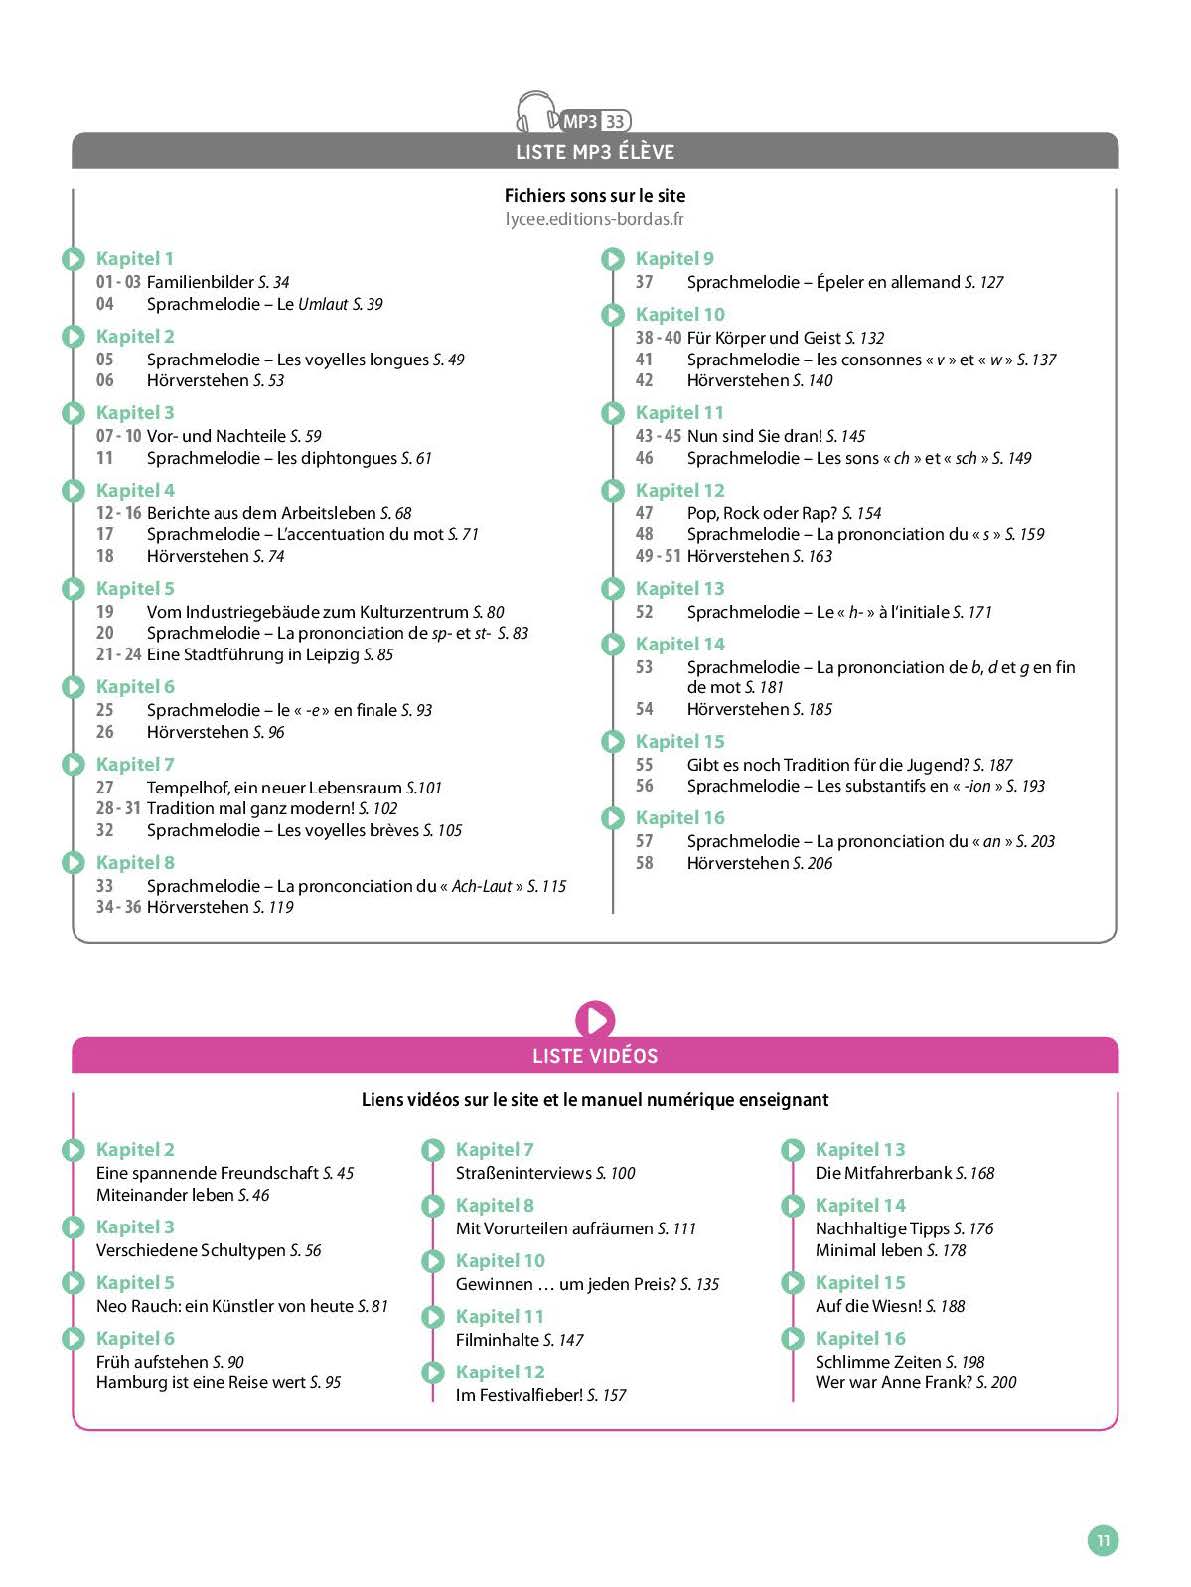 MP3 33
LISTE MP3 ÉLÈVE
Fichiers sons sur le site
lycee.editions-bordas.fr
Kapitel 1
01 - 03 Familienbilder S. 34
04 Sprachmelodie – Le Umlaut S. 39
Kapitel 2
05 Sprachmelodie – Les voyelles longues S. 49
06 Hörverstehen S. 53
Kapitel 3
07 - 10 Vor- und Nachteile S. 59
11 Sprachmelodie – les diphtongues S. 61
Kapitel 4
12 - 16 Berichte aus dem Arbeitsleben S. 68
17 Sprachmelodie – L'accentuation du mot S. 71
18 Hörverstehen S. 74
Kapitel 5
19 Vom Industriegebäude zum Kulturzentrum S. 80
20 Sprachmelodie – La prononciation de sp- et st- S. 83
21 - 24 Eine Stadtführung in Leipzig S. 85
Kapitel 6
25 Sprachmelodie – le « -e » en finale S. 93
26 Hörverstehen S. 96
Kapitel 7
27 Tempelhof, ein neuer Lebensraum S.101
28 - 31 Tradition mal ganz modern! S. 102
32 Sprachmelodie – Les voyelles brèves S. 105
Kapitel 8
33 Sprachmelodie – La pronconciation du « Ach-Laut » S. 115
34 - 36 Hörverstehen S. 119
Kapitel 9
37 Sprachmelodie – Épeler en allemand S. 127
Kapitel 10
38 - 40 Für Körper und Geist S. 132
41 Sprachmelodie – les consonnes « v » et « w » S. 137
42 Hörverstehen S. 140
Kapitel 11
43 - 45 Nun sind Sie dran! S. 145
46 Sprachmelodie – Les sons « ch » et « sch » S. 149
Kapitel 12
47 Pop, Rock oder Rap? S. 154
48 Sprachmelodie – La prononciation du « s » S. 159
49 - 51 Hörverstehen S. 163
Kapitel 13
52 Sprachmelodie – Le « h- » à l'initiale S. 171
Kapitel 14
53 Sprachmelodie – La prononciation de b, d et g en fin
de mot S. 181
54 Hörverstehen S. 185
Kapitel 15
55 Gibt es noch Tradition für die Jugend? S. 187
56 Sprachmelodie – Les substantifs en « -ion » S. 193
Kapitel 16
57 Sprachmelodie – La prononciation du « an » S. 203
58 Hörverstehen S. 206
LISTE VIDÉOS
Liens vidéos sur le site et le manuel numérique enseignant
Kapitel 2
Eine spannende Freundschaft S. 45
Miteinander leben S. 46
Kapitel 3
Verschiedene Schultypen S. 56
Kapitel 5
Neo Rauch: ein Künstler von heute S. 81
Kapitel 6
Früh aufstehen S. 90
Hamburg ist eine Reise wert S. 95
Kapitel 7
Straßeninterviews S. 100
Kapitel 8
Mit Vorurteilen aufräumen S. 111
Kapitel 10
Gewinnen … um jeden Preis? S. 135
Kapitel 11
Filminhalte S. 147
Kapitel 12
Im Festivalfieber! S. 157
Kapitel 13
Die Mitfahrerbank S. 168
Kapitel 14
Nachhaltige Tipps S. 176
Minimal leben S. 178
Kapitel 15
Auf die Wiesn! S. 188
Kapitel 16
Schlimme Zeiten S. 198
Wer war Anne Frank? S. 200
11